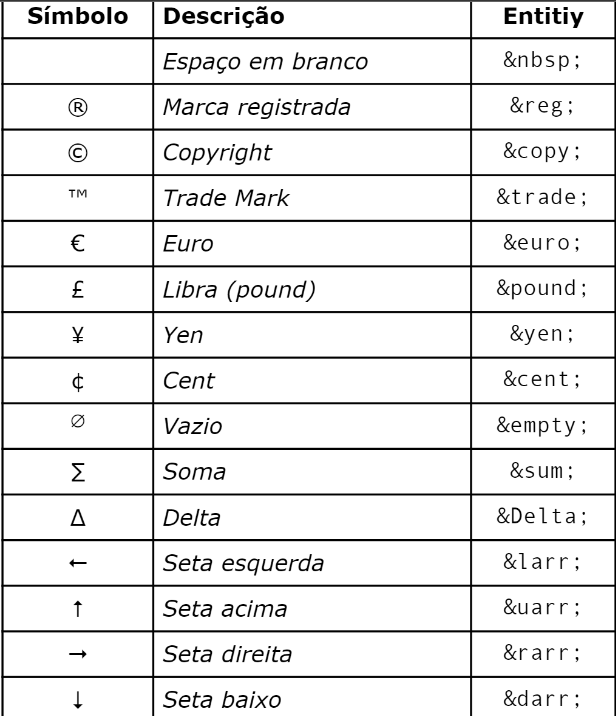 Símbolo Descrição Entitiy
Espaço em branco &nbsp;
® Marca registrada &reg;
© Copyright &copy;
™ Trade Mark &trade;
€ Euro &euro;
£ Libra (pound) &pound;
¥ Yen &yen;
¢ Cent &cent;
∅ Vazio &empty;
∑ Soma &sum;
Δ Delta &Delta;
← Seta esquerda &larr;
↑ Seta acima &uarr;
→ Seta direita &rarr;
↓ Seta baixo &darr;